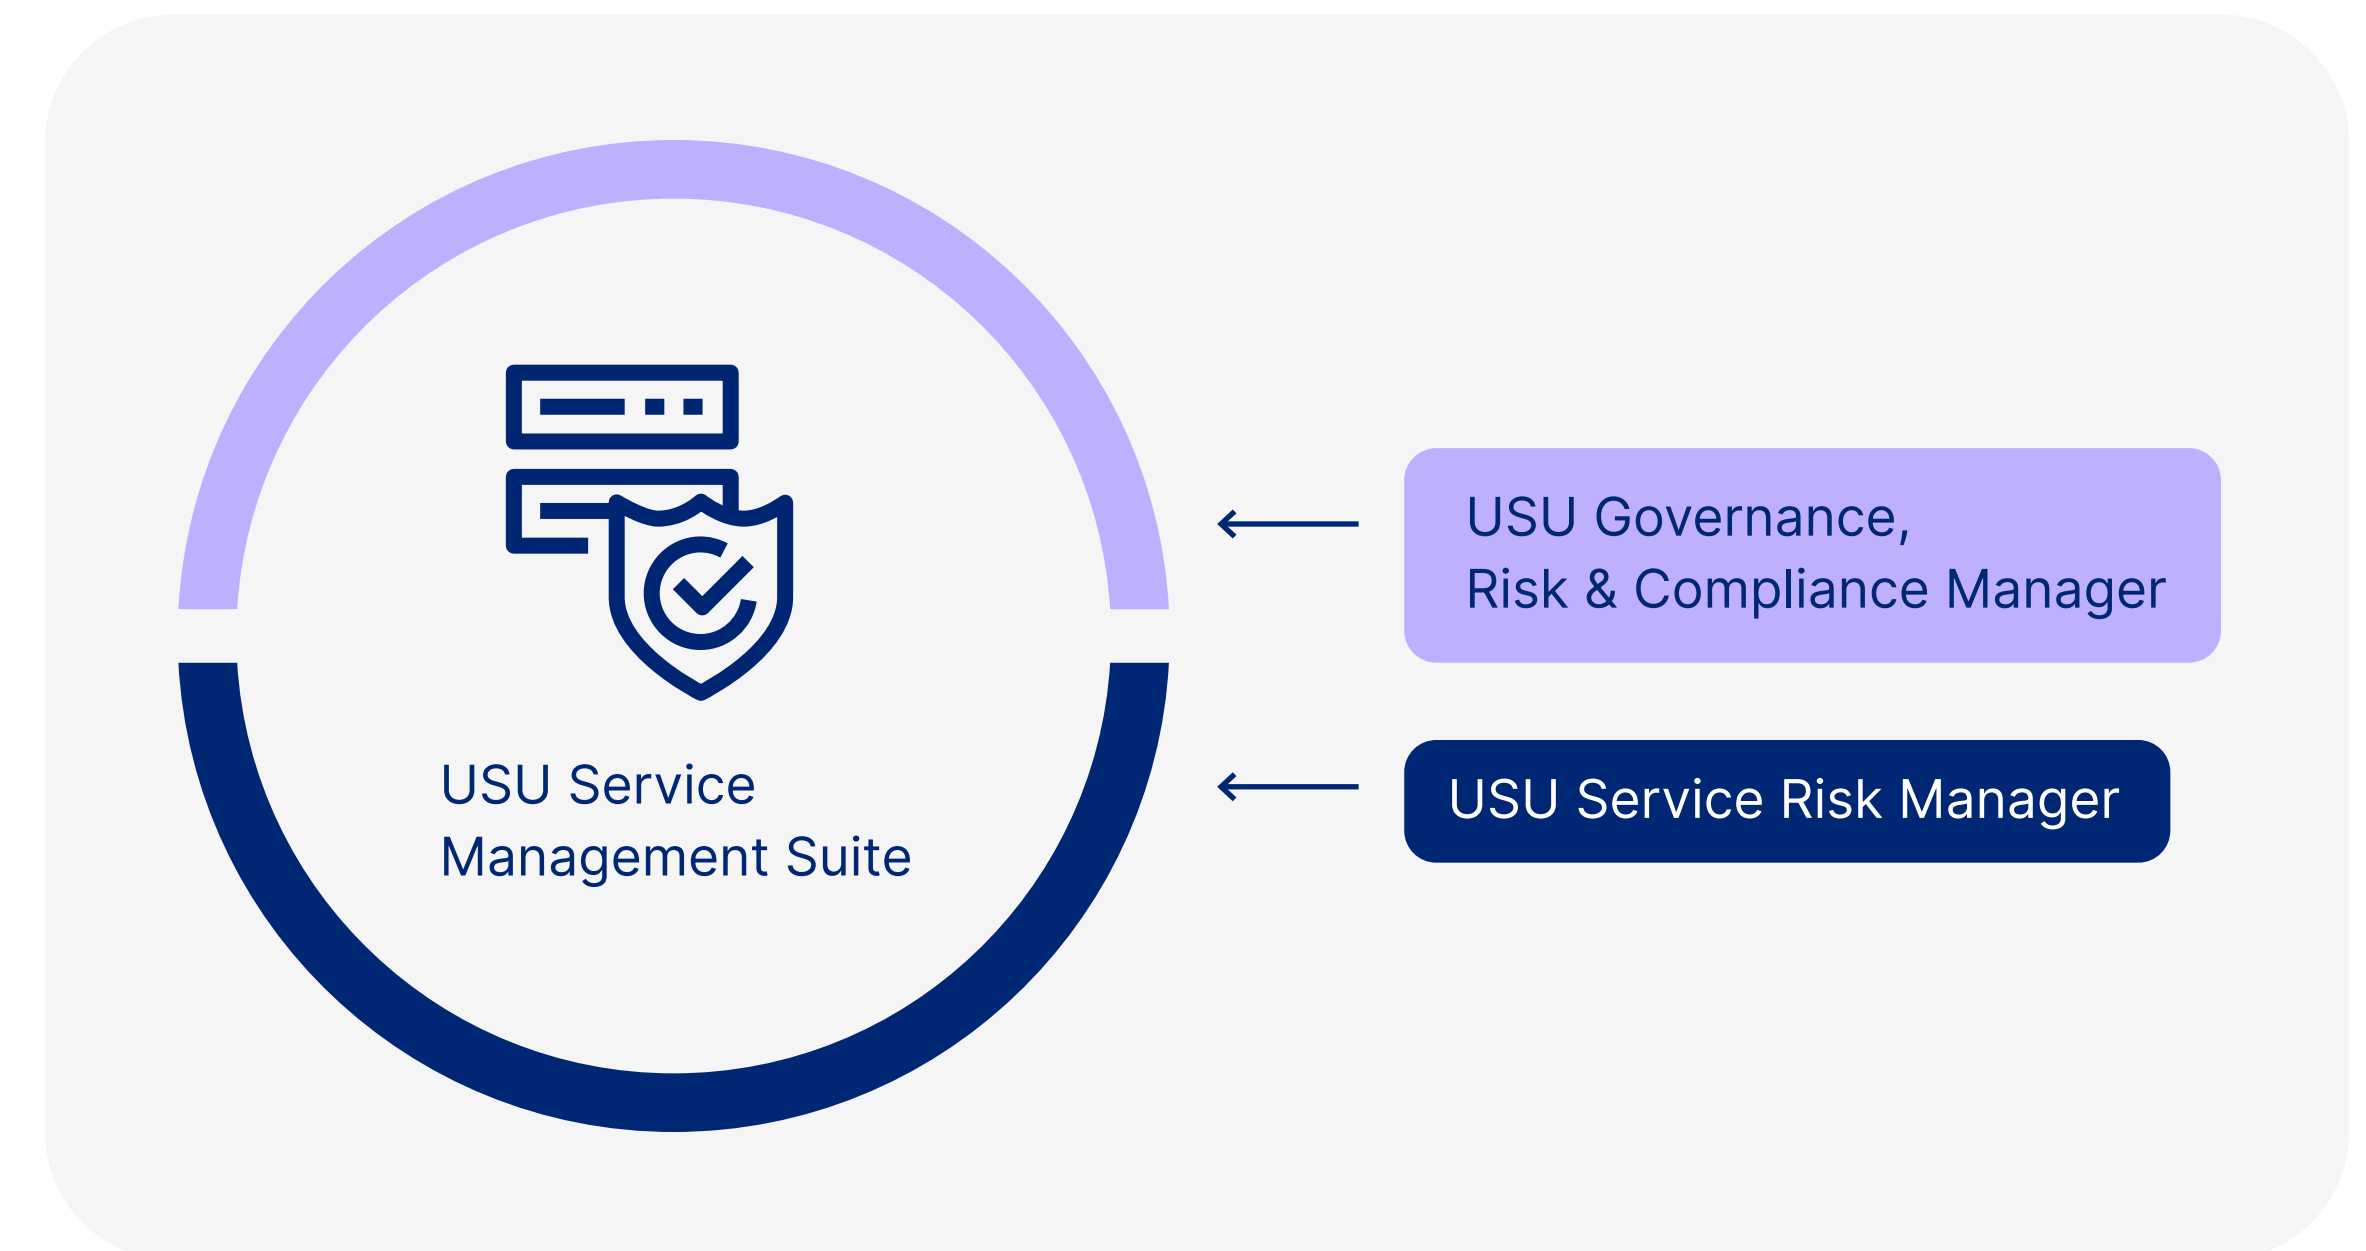 USU Service
Management Suite
USU Governance,
Risk & Compliance Manager
USU Service Risk Manager